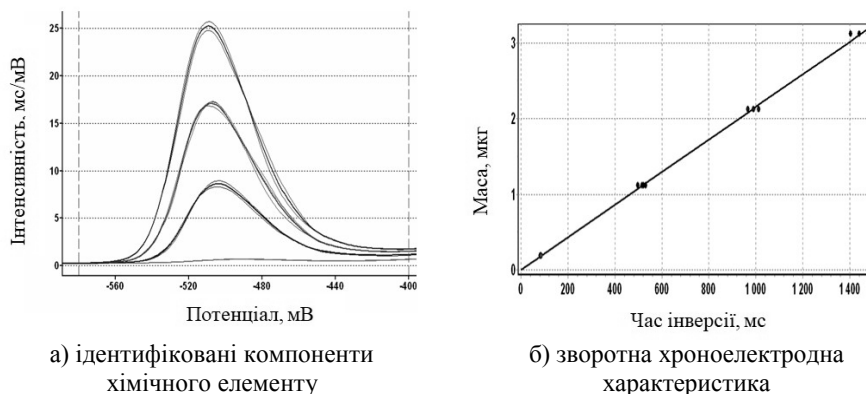 25
20
15
10
5
0
Інтенсивність. мс/мВ
-560
-520
-480
-440
-400
Потенціал, мВ
а) ідентифіковані компоненти
хімічного елементу
3
2
1
0
Маса, мкг
0
200
400
600
800
1 000
1 200
1 400
Час інверсії, мс
б) зворотна хроноелектродна
характеристика